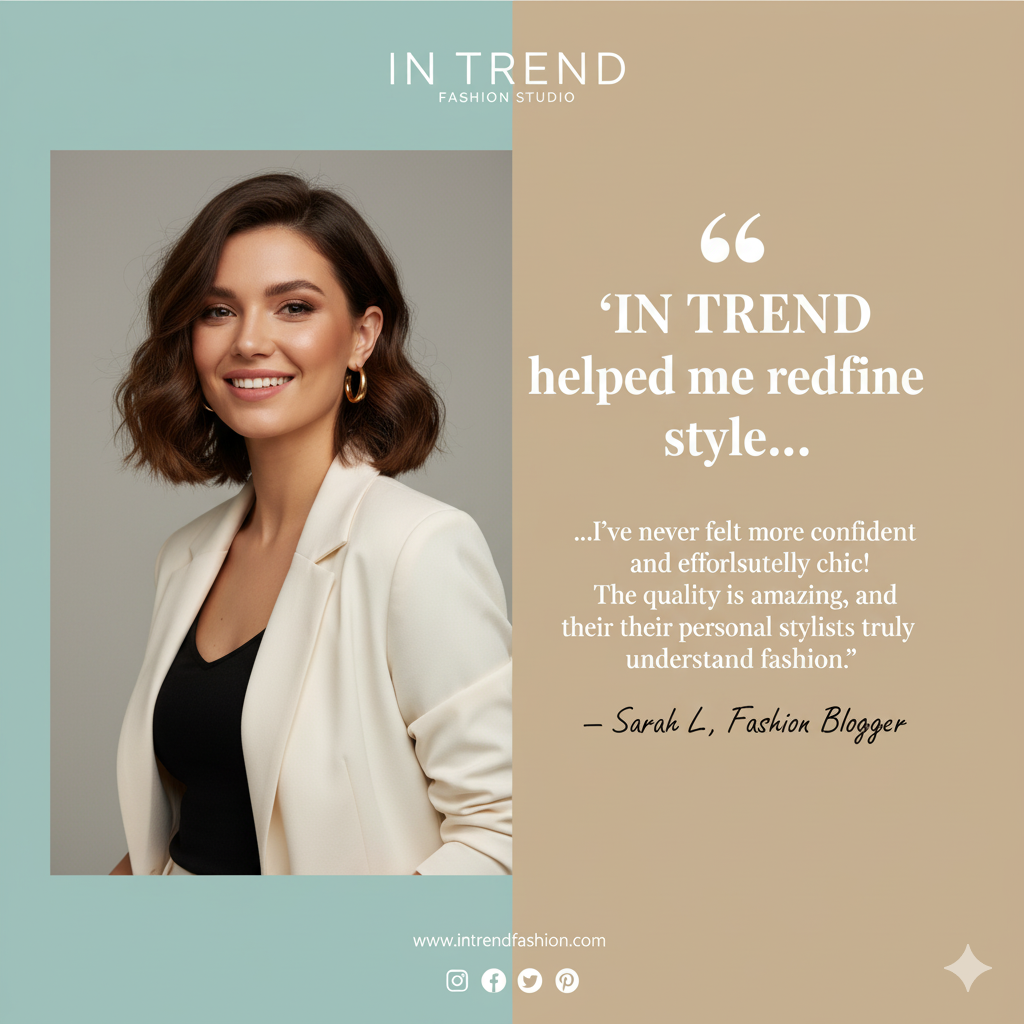 IN TREND
FASHION STUDIO
“
‘IN TREND
helped me redfine
style...
...I’ve never felt more confident
and efforlsutelly chic!
The quality is amazing, and
their their personal stylists truly
understand fashion.”
– Sarah L, Fashion Blogger
www.intrendfashion.com